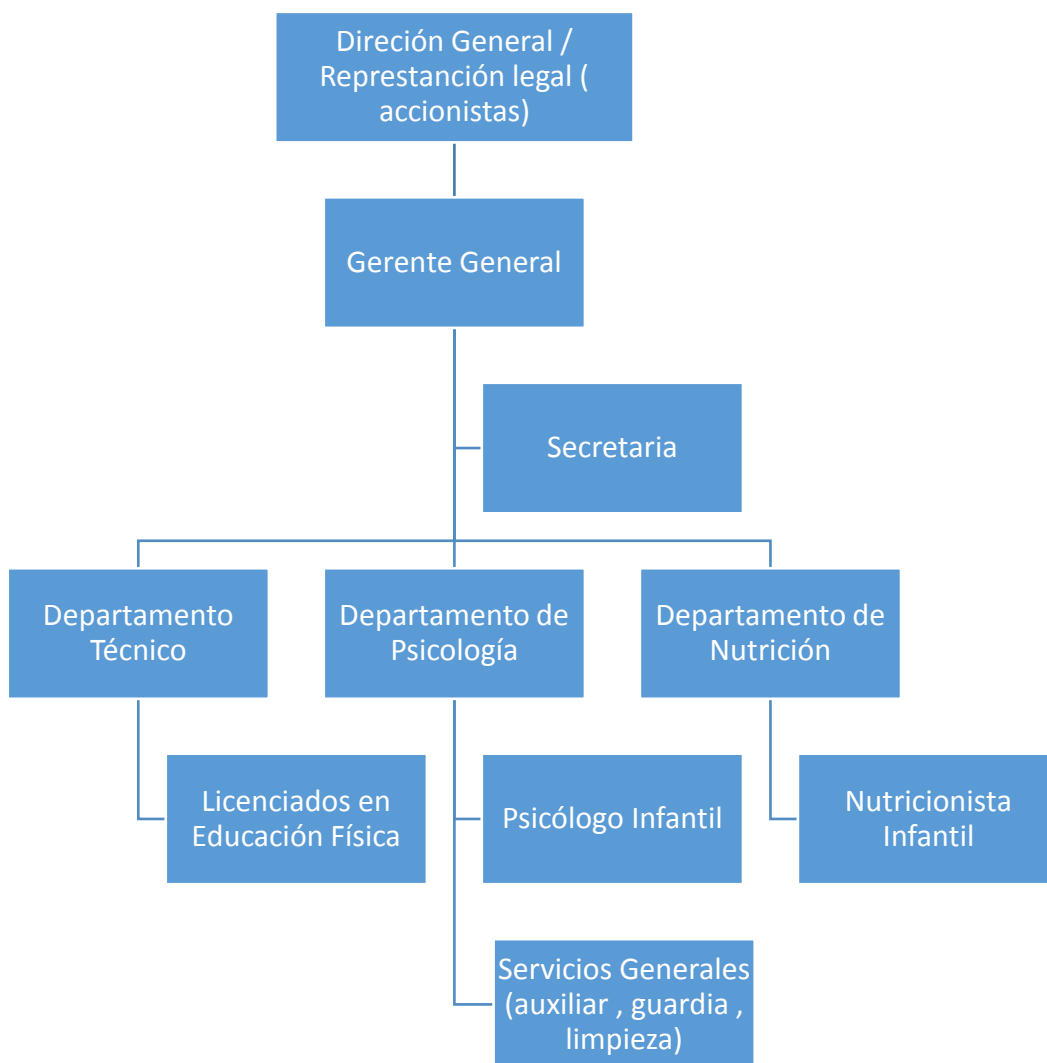 Direción General /
Represtanción legal (
accionistas)
Gerente General
Secretaria
Departamento
Técnico
Departamento de
Psicología
Departamento de
Nutrición
Licenciados en
Educación Física
Psicólogo Infantil
Nutricionista
Infantil
Servicios Generales
(auxiliar , guardia ,
limpieza)